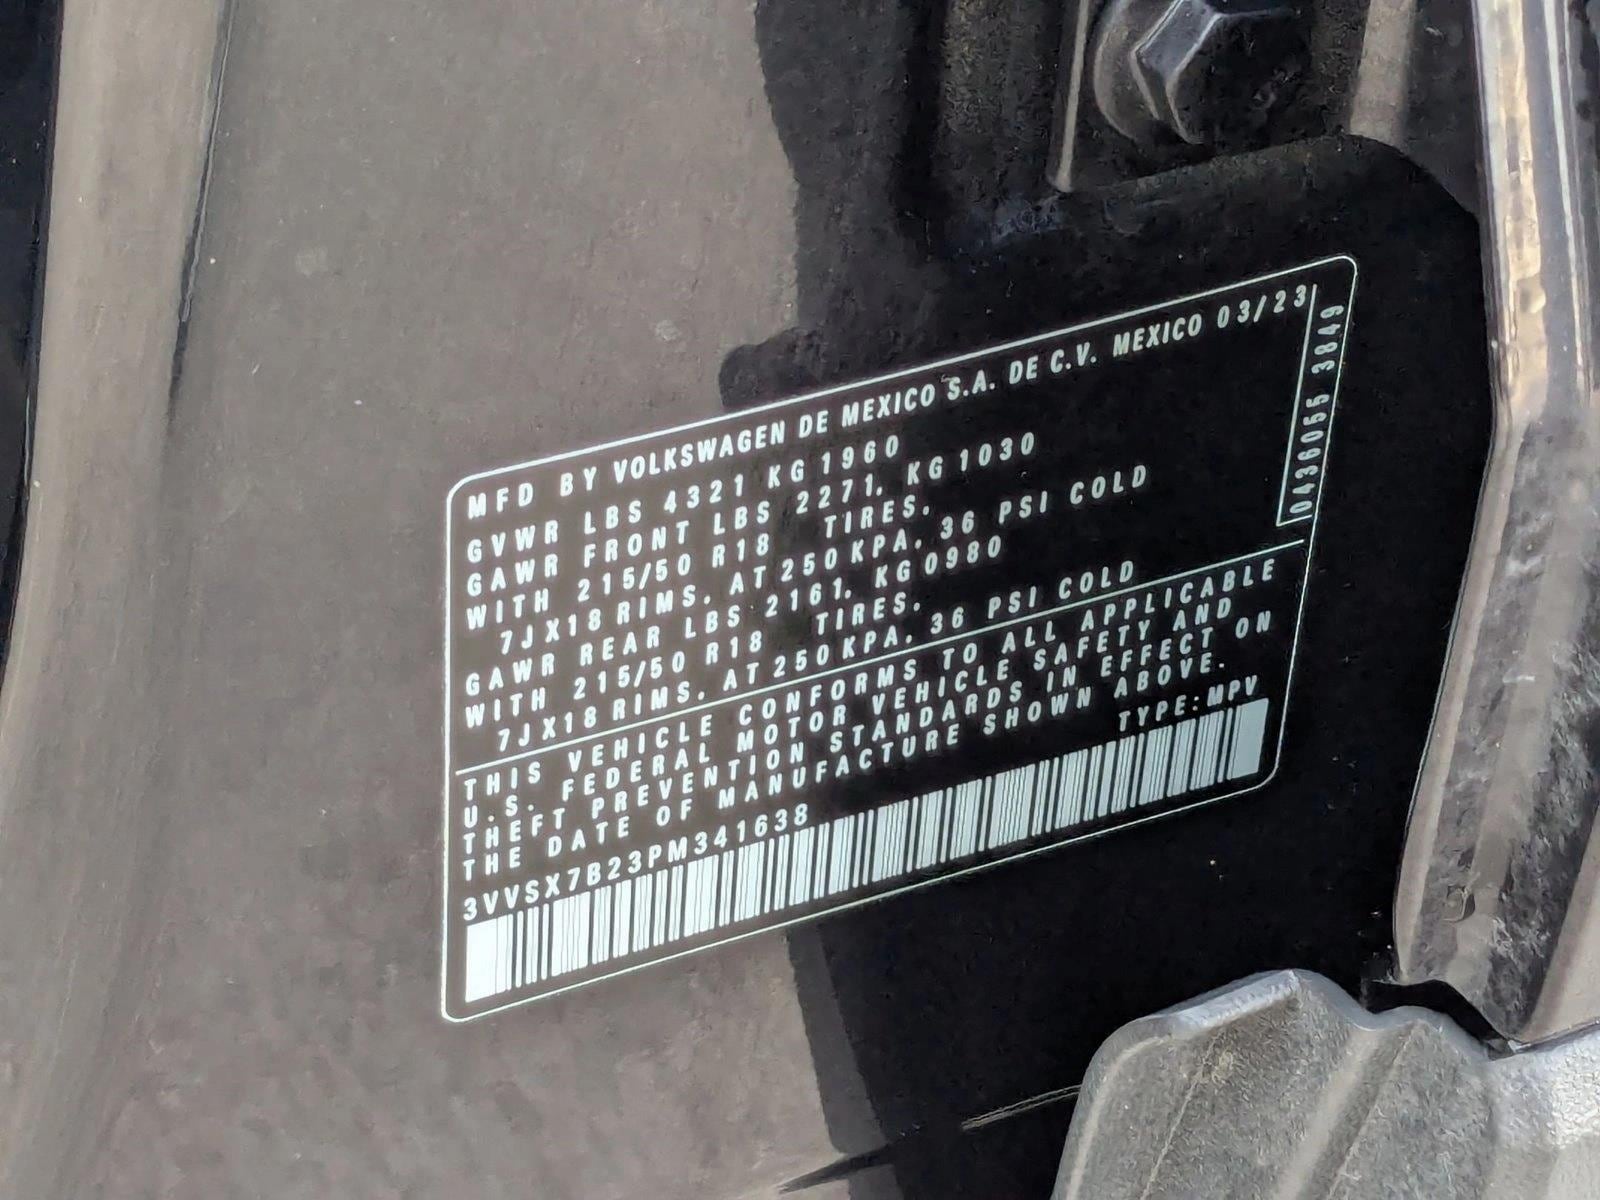 MFD BY VOLKSWAGEN DE MEXICO S.A. DE C.V. MEXICO 03/23
GVWR LBS 4321 KG 1960
GAWR FRONT LBS 2271, KG 1030
WITH 215/50 R18 TIRES,
7JX18 RIMS, AT 250 KPA, 36 PSI COLD
GAWR REAR LBS 2161, KG 0980
WITH 215/50 R18 TIRES,
7JX18 RIMS, AT 250 KPA, 36 PSI COLD
THIS VEHICLE CONFORMS TO ALL APPLICABLE
U.S. FEDERAL MOTOR VEHICLE SAFETY AND
THEFT PREVENTION STANDARDS IN EFFECT ON
THE DATE OF MANUFACTURE SHOWN ABOVE.
3VVSX7B23PM341638 TYPE: MPV
0436055 3849